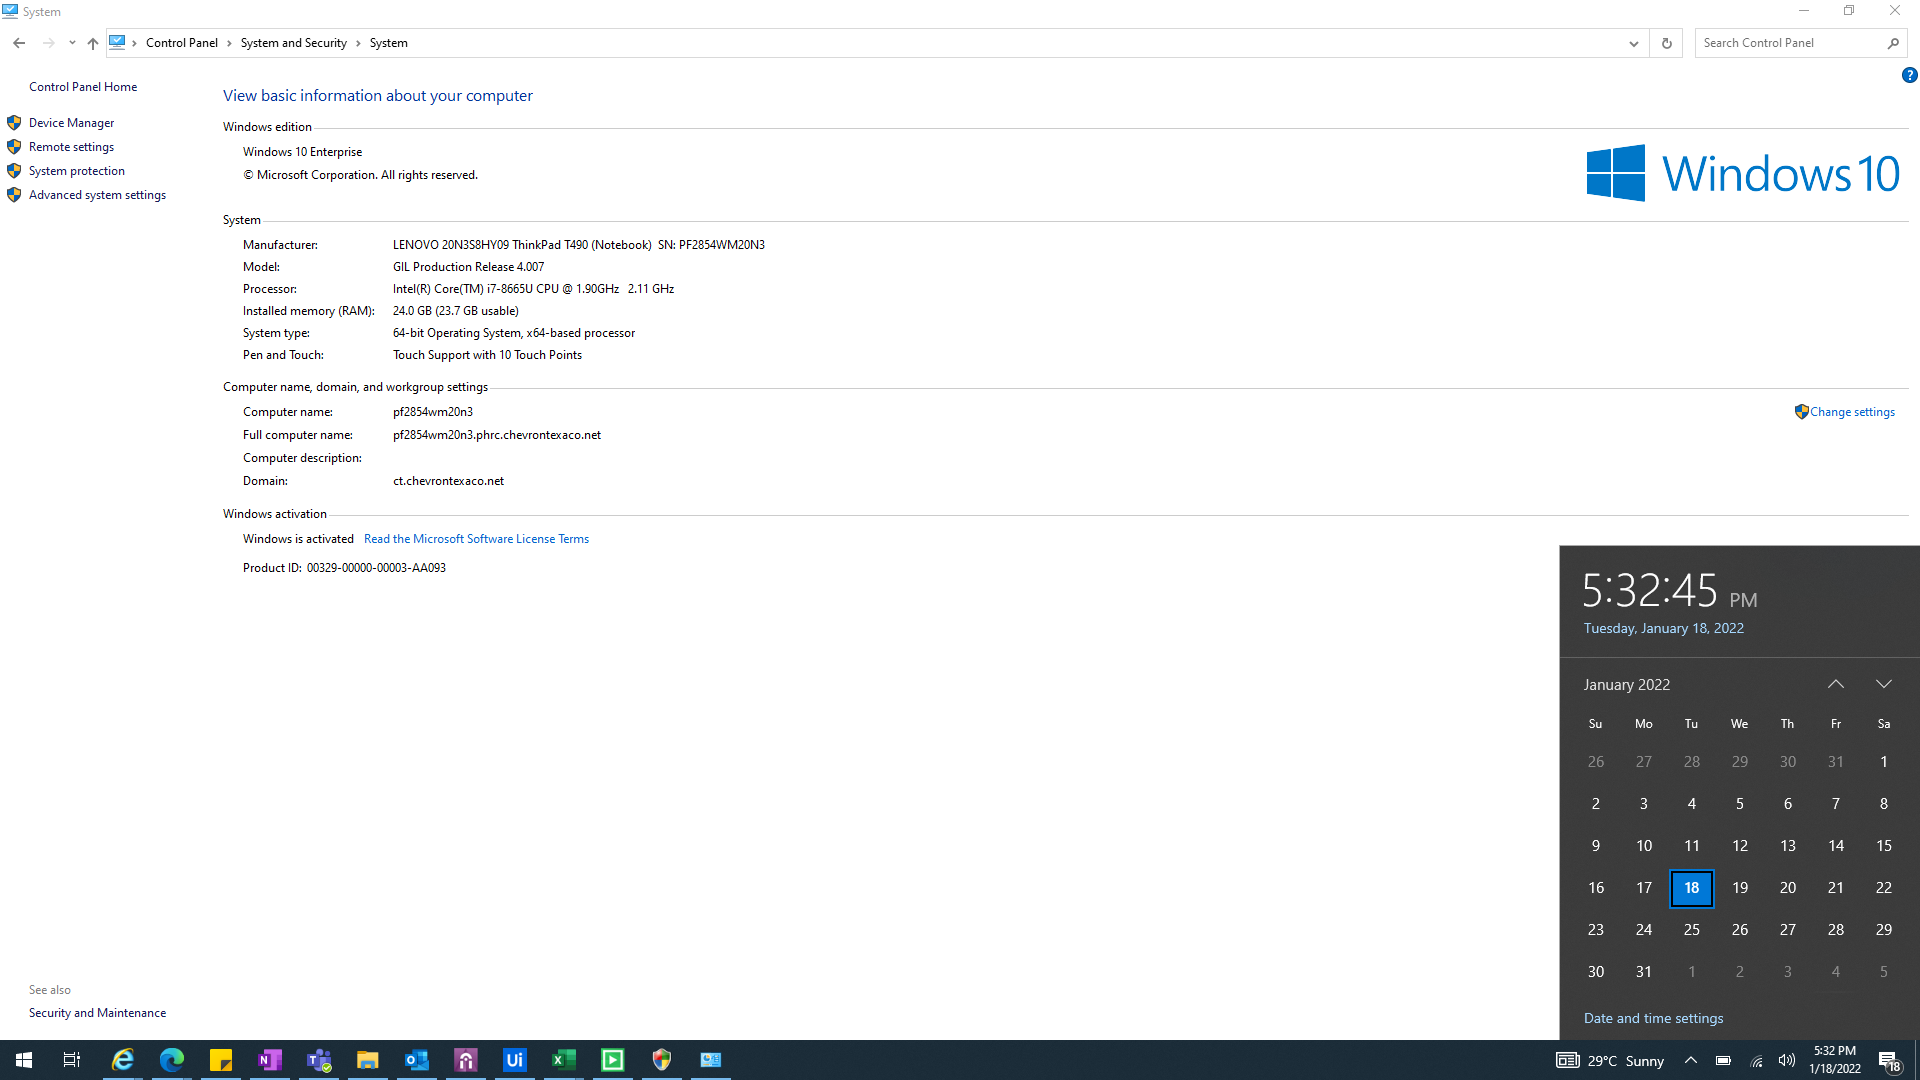 System
Control Panel > System and Security > System
Search Control Panel
Control Panel Home
Device Manager
Remote settings
System protection
Advanced system settings
View basic information about your computer
Windows edition
Windows 10 Enterprise
© Microsoft Corporation. All rights reserved.
Windows 10
System
Manufacturer: LENOVO 20N3S8HY09 ThinkPad T490 (Notebook) SN: PF2854WM20N3
Model: GIL Production Release 4.007
Processor: Intel(R) Core(TM) i7-8665U CPU @ 1.90GHz 2.11 GHz
Installed memory (RAM): 24.0 GB (23.7 GB usable)
System type: 64-bit Operating System, x64-based processor
Pen and Touch: Touch Support with 10 Touch Points
Computer name, domain, and workgroup settings
Computer name: pf2854wm20n3
Change settings
Full computer name: pf2854wm20n3.phrc.chevrontexaco.net
Computer description:
Domain: ct.chevrontexaco.net
Windows activation
Windows is activated Read the Microsoft Software License Terms
Product ID: 00329-00000-00003-AA093
See also
Security and Maintenance
5:32:45 PM
Tuesday, January 18, 2022
January 2022
Su Mo Tu We Th Fr Sa
26 27 28 29 30 31 1
2 3 4 5 6 7 8
9 10 11 12 13 14 15
16 17 18 19 20 21 22
23 24 25 26 27 28 29
30 31 1 2 3 4 5
Date and time settings
Ui
29°C Sunny
5:32 PM
1/18/2022
18